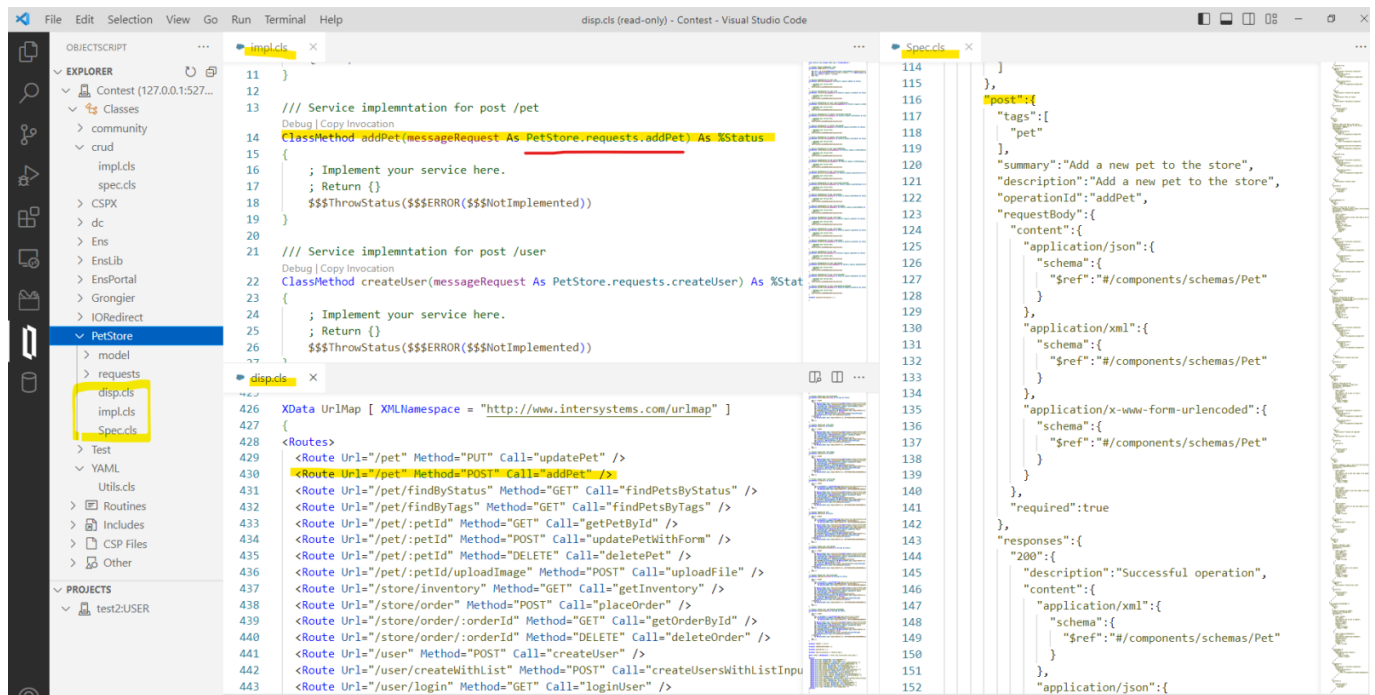 File Edit Selection View Go Run Terminal Help
disp.cls (read-only) - Contest - Visual Studio Code
OBJECTSCRIPT ···
EXPLORER
Contest (127.0.0.1:527...
Classes
community
crud
impl.cls
spec.cls
CSPX
dc
Ens
EnsLib
EnsPortal
Grongier
IORedirect
PetStore
model
requests
disp.cls
impl.cls
Spec.cls
Test
YAML
Utils.cls
Routines
Includes
CSP Files
Other
PROJECTS
test2:USER
impl.cls
11 }
12
13 /// Service implemntation for post /pet
Debug | Copy Invocation
14 ClassMethod addPet(messageRequest As PetStore.requests.addPet) As %Status
15 {
16 ; Implement your service here.
17 ; Return {}
18 $$$ThrowStatus($$$ERROR($$$NotImplemented))
19 }
20
21 /// Service implemntation for post /user
Debug | Copy Invocation
22 ClassMethod createUser(messageRequest As PetStore.requests.createUser) As %Stat
23 {
24 ; Implement your service here.
25 ; Return {}
26 $$$ThrowStatus($$$ERROR($$$NotImplemented))
27 }
disp.cls
425
426 XData UrlMap [ XMLNamespace = "http://www.intersystems.com/urlmap" ]
427 {
428 <Routes>
429 <Route Url="/pet" Method="PUT" Call="updatePet" />
430 <Route Url="/pet" Method="POST" Call="addPet" />
431 <Route Url="/pet/findByStatus" Method="GET" Call="findPetsByStatus" />
432 <Route Url="/pet/findByTags" Method="GET" Call="findPetsByTags" />
433 <Route Url="/pet/:petId" Method="GET" Call="getPetById" />
434 <Route Url="/pet/:petId" Method="POST" Call="updatePetWithForm" />
435 <Route Url="/pet/:petId" Method="DELETE" Call="deletePet" />
436 <Route Url="/pet/:petId/uploadImage" Method="POST" Call="uploadFile" />
437 <Route Url="/store/inventory" Method="GET" Call="getInventory" />
438 <Route Url="/store/order" Method="POST" Call="placeOrder" />
439 <Route Url="/store/order/:orderId" Method="GET" Call="getOrderById" />
440 <Route Url="/store/order/:orderId" Method="DELETE" Call="deleteOrder" />
441 <Route Url="/user" Method="POST" Call="createUser" />
442 <Route Url="/user/createWithList" Method="POST" Call="createUsersWithListInpu
443 <Route Url="/user/login" Method="GET" Call="loginUser" />
Spec.cls
114 ]
115 },
116 "post":{
117 "tags":[
118 "pet"
119 ],
120 "summary":"Add a new pet to the store",
121 "description":"Add a new pet to the store",
122 "operationId":"addPet",
123 "requestBody":{
124 "content":{
125 "application/json":{
126 "schema":{
127 "$ref":"#/components/schemas/Pet"
128 }
129 },
130 "application/xml":{
131 "schema":{
132 "$ref":"#/components/schemas/Pet"
133 }
134 },
135 "application/x-www-form-urlencoded":{
136 "schema":{
137 "$ref":"#/components/schemas/Pet"
138 }
139 }
140 },
141 "required":true
142 },
143 "responses":{
144 "200":{
145 "description":"Successful operation",
146 "content":{
147 "application/xml":{
148 "schema":{
149 "$ref":"#/components/schemas/Pet"
150 }
151 },
152 "application/json":{